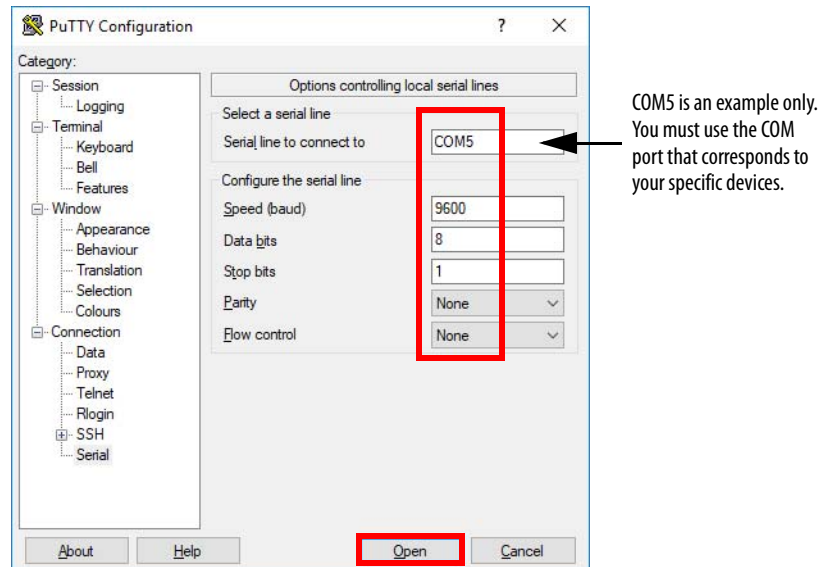 PuTTY Configuration
?
Category:
Session
Logging
Terminal
Keyboard
Bell
Features
Window
Appearance
Behaviour
Translation
Selection
Colours
Connection
Data
Proxy
Telnet
Rlogin
SSH
Serial
Options controlling local serial lines
Select a serial line
Serial line to connect to COM5
Configure the serial line
Speed (baud) 9600
Data bits 8
Stop bits 1
Parity None
Flow control None
About Help Open Cancel
COM5 is an example only.
You must use the COM
port that corresponds to
your specific devices.